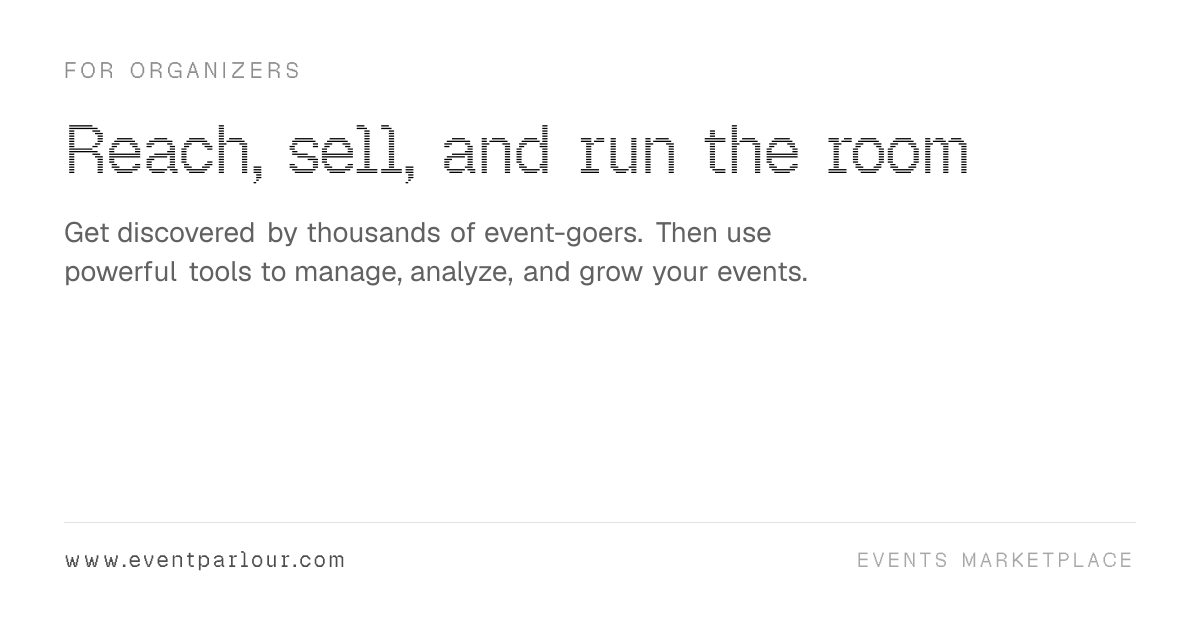 FOR ORGANIZERS
Reach, sell, and run the room
Get discovered by thousands of event-goers. Then use
powerful tools to manage, analyze, and grow your events.
www.eventparlour.com
EVENTS MARKETPLACE